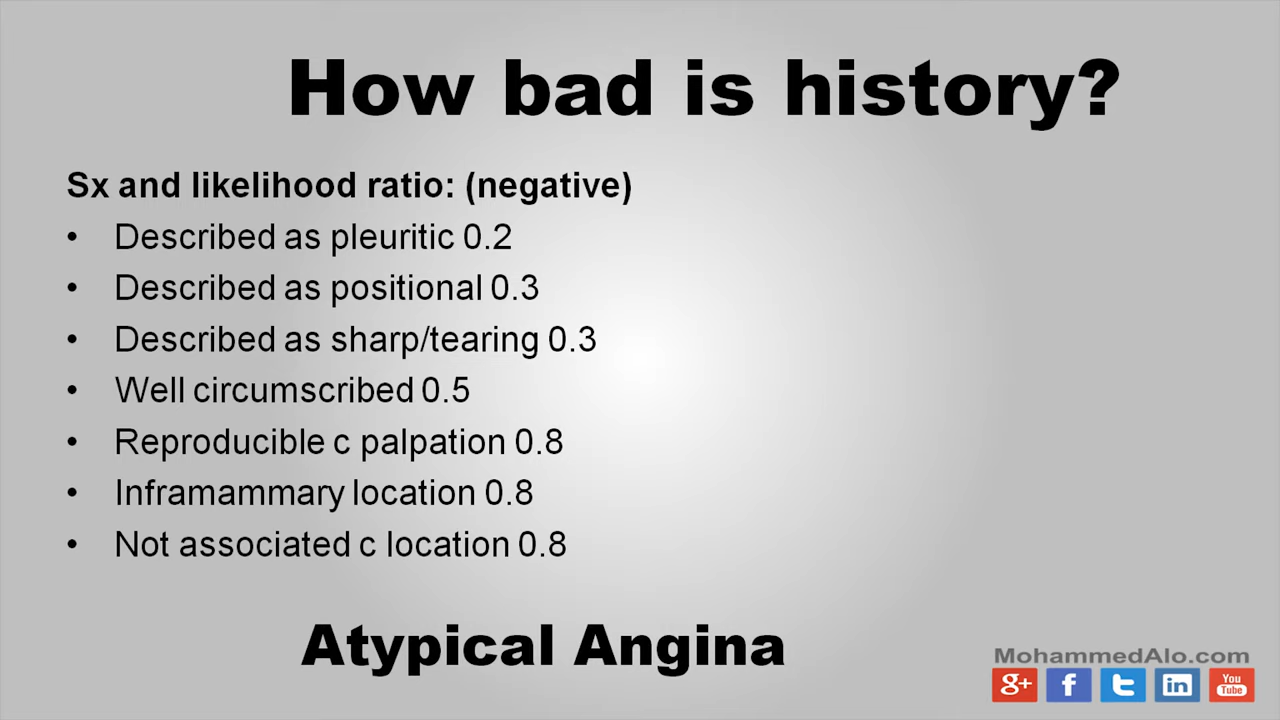 How bad is history?
Sx and likelihood ratio: (negative)
• Described as pleuritic 0.2
• Described as positional 0.3
• Described as sharp/tearing 0.3
• Well circumscribed 0.5
• Reproducible c palpation 0.8
• Inframammary location 0.8
• Not associated c location 0.8
Atypical Angina
MohammedAlo.com
g+ f t in You Tube